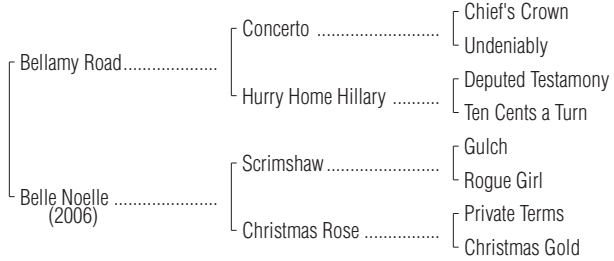 Chief's Crown
Concerto ..................................
Undeniably
Bellamy Road....................
Deputed Testamony
Hurry Home Hillary ..........
Ten Cents a Turn
Gulch
Scrimshaw........................
Rogue Girl
Belle Noelle ......................
(2006)
Private Terms
Christmas Rose ................
Christmas Gold